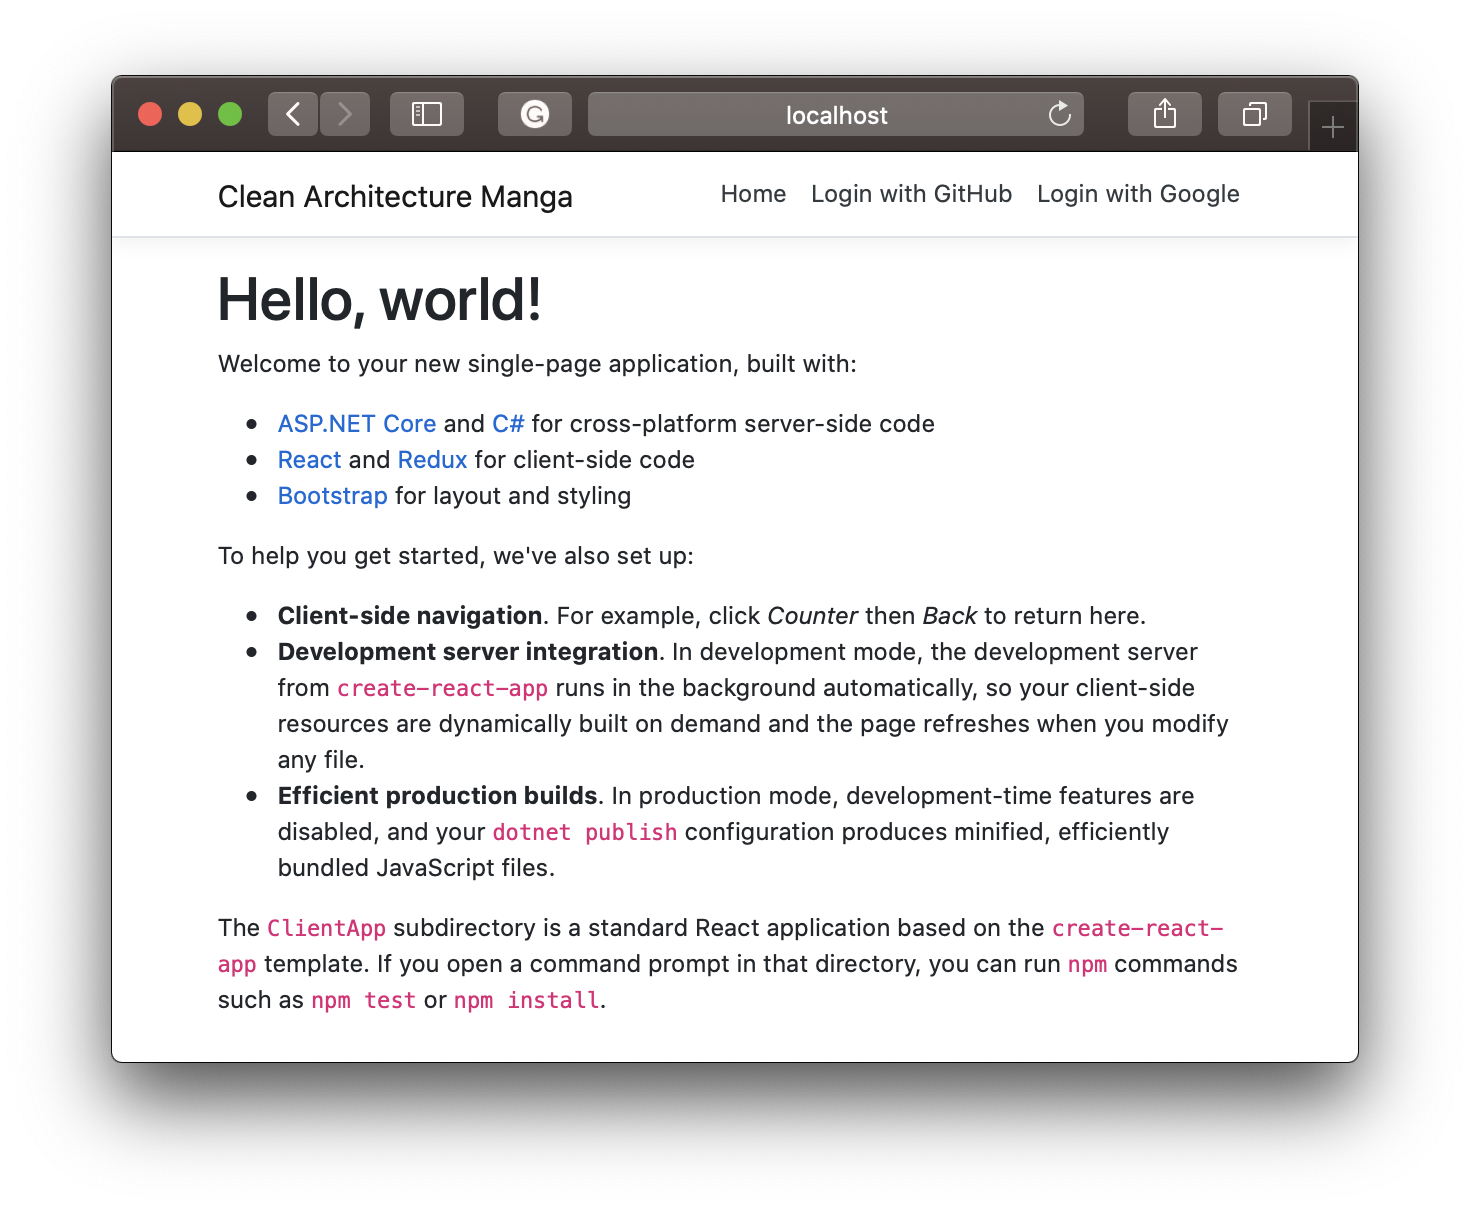 localhost
Clean Architecture Manga
Home Login with GitHub Login with Google
Hello, world!
Welcome to your new single-page application, built with:
ASP.NET Core and C# for cross-platform server-side code
React and Redux for client-side code
Bootstrap for layout and styling
To help you get started, we've also set up:
Client-side navigation. For example, click Counter then Back to return here.
Development server integration. In development mode, the development server
from create-react-app runs in the background automatically, so your client-side
resources are dynamically built on demand and the page refreshes when you modify
any file.
Efficient production builds. In production mode, development-time features are
disabled, and your dotnet publish configuration produces minified, efficiently
bundled JavaScript files.
The ClientApp subdirectory is a standard React application based on the create-react-
app template. If you open a command prompt in that directory, you can run npm commands
such as npm test or npm install.